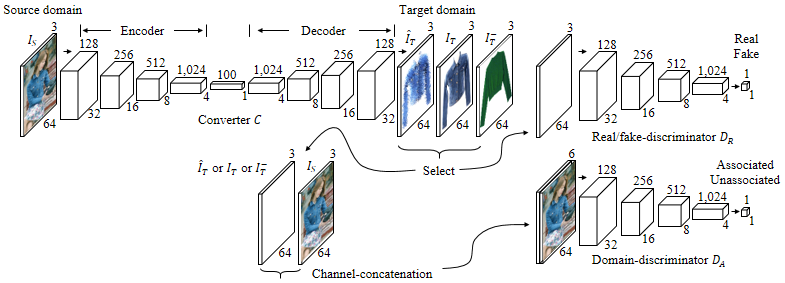 Source domain
Target domain
Encoder
Decoder
I_S 3 128 256 512 1,024 100 1,024 512 256 128 Î_T 3 I_T 3 I_T^- 3
64 32 16 8 4 1 4 8 16 32 64 64 64
Converter C
3 128 256 512 1,024 1
Real
Fake
64 32 16 8 4 1
Real/fake-discriminator D_R
Select
Î_T or I_T or I_T^- 3 I_S 3
64 64
Channel-concatenation
6 128 256 512 1,024 1
Associated
Unassociated
64 32 16 8 4 1
Domain-discriminator D_A